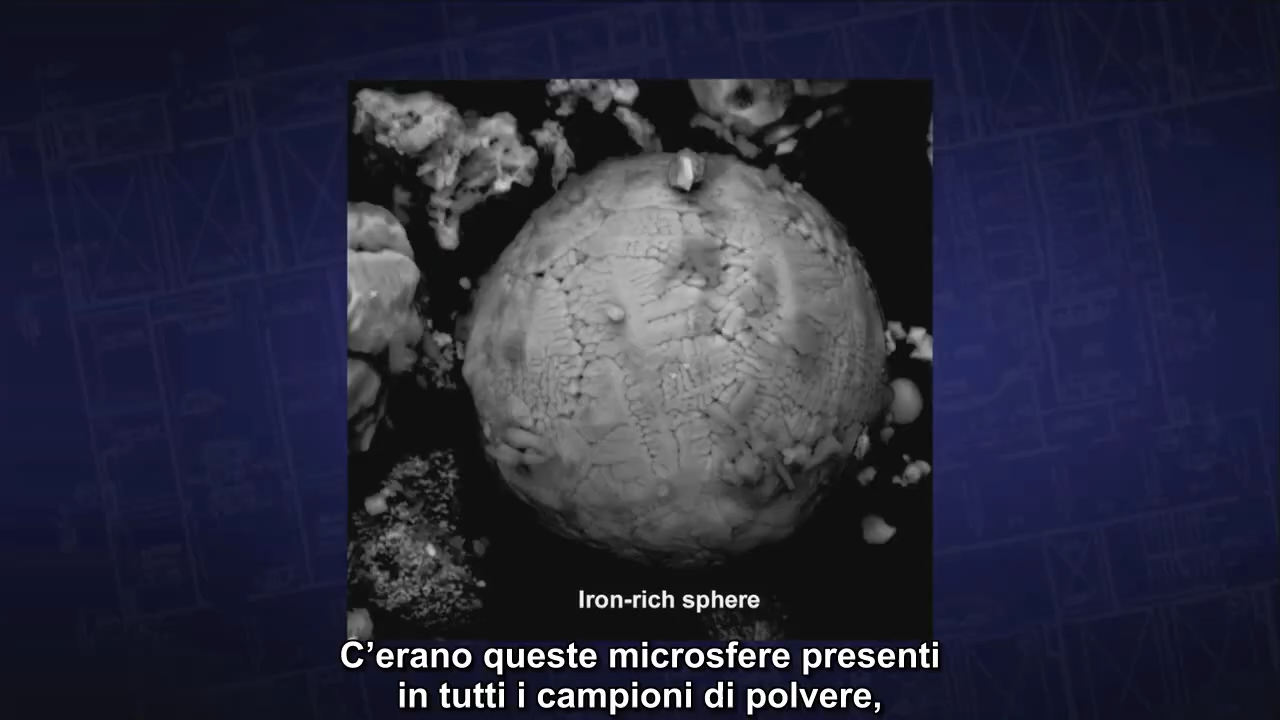 Iron-rich sphere
C’erano queste microsfere presenti
in tutti i campioni di polvere,